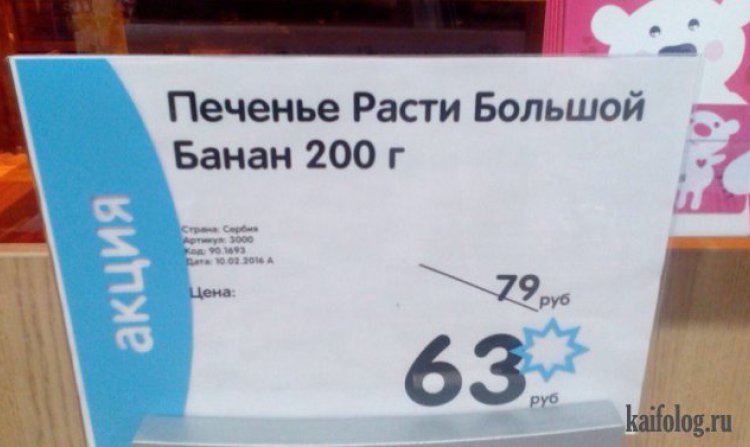 Печенье Расти Большой
Банан 200 г
акция
Страна: Сербия
Артикул: 3000
Код: 90.1693
Дата: 10.02.2016 А
Цена:
79 руб
63 руб
kaifolog.ru